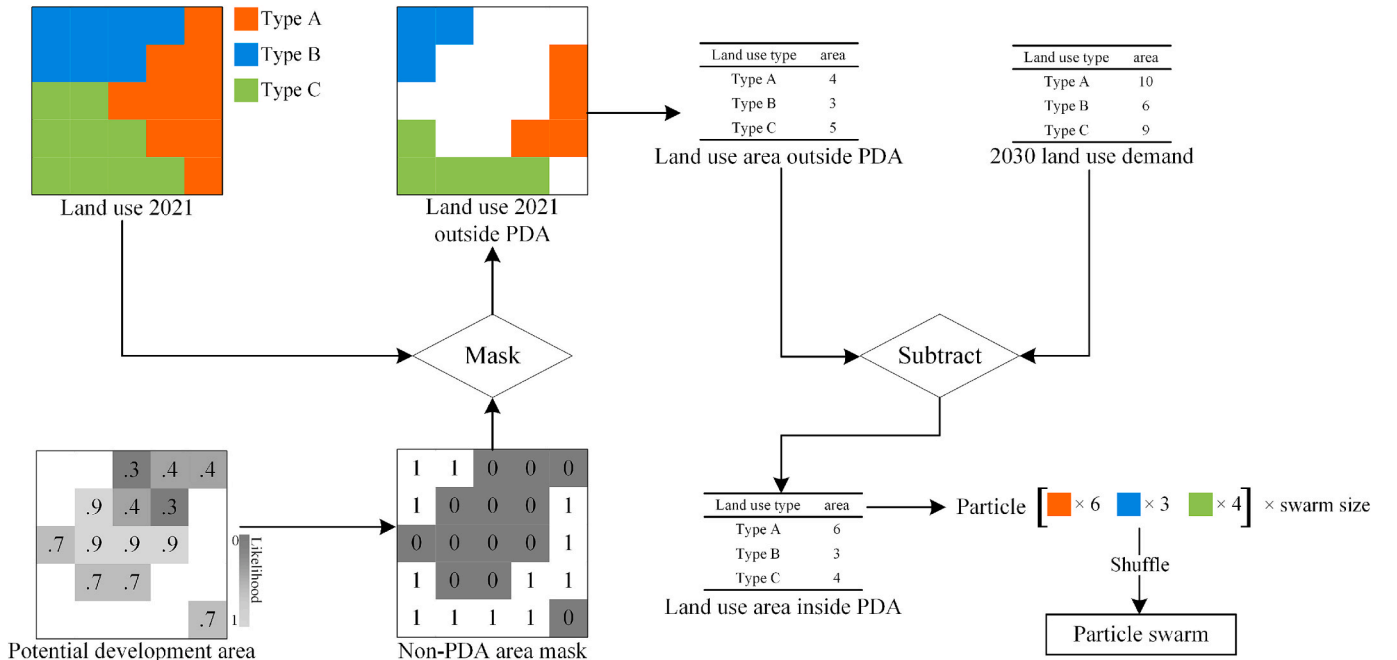 Type A
Type B
Type C
Land use 2021
Land use 2021
outside PDA
Land use type area
Type A 4
Type B 3
Type C 5
Land use area outside PDA
Land use type area
Type A 10
Type B 6
Type C 9
2030 land use demand
Mask
Subtract
.3 .4 .4
.9 .4 .3
.7 .9 .9 .9
.7 .7
.7
0
Likelihood
1
Potential development area
1 1 0 0 0
1 0 0 0 1
0 0 0 0 1
1 0 0 1 1
1 1 1 1 0
Non-PDA area mask
Land use type area
Type A 6
Type B 3
Type C 4
Land use area inside PDA
Particle [ × 6 × 3 × 4 ] × swarm size
Shuffle
Particle swarm